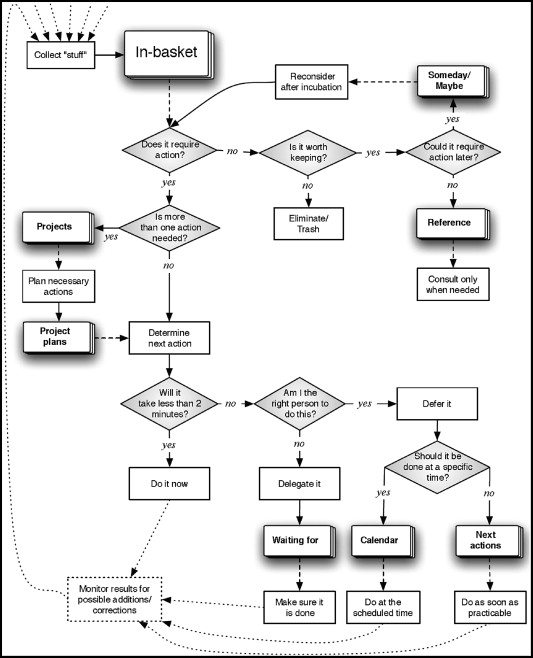 Collect "stuff"
In-basket
Reconsider
after incubation
Someday/
Maybe
Does it require
action?
no
Is it worth
keeping?
yes
Could it require
action later?
yes
yes
no
no
Is more
than one action
needed?
Eliminate/
Trash
Reference
Projects
yes
no
Plan necessary
actions
Consult only
when needed
Project
plans
Determine
next action
Will it
take less than 2
minutes?
no
Am I the
right person to
do this?
yes
Defer it
yes
no
Should it be
done at a specific
time?
Do it now
Delegate it
yes
no
Waiting for
Calendar
Next
actions
Monitor results for
possible additions/
corrections
Make sure it
is done
Do at the
scheduled time
Do as soon as
practicable